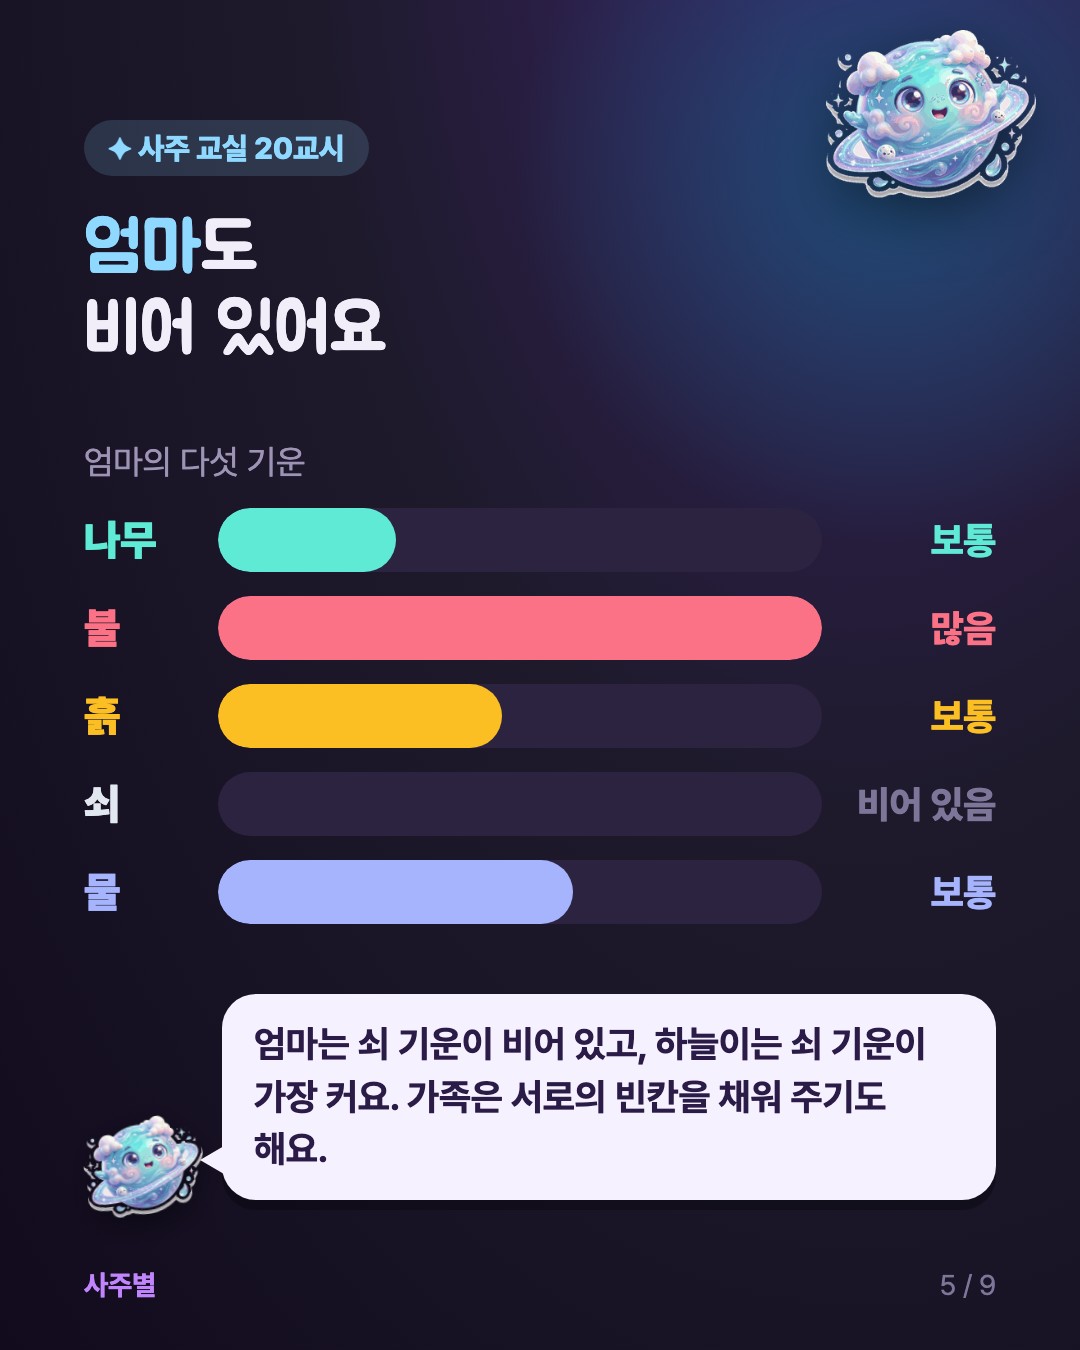 ✦ 사주 교실 20교시
엄마도
비어 있어요
엄마의 다섯 기운
나무 보통
불 많음
흙 보통
쇠 비어 있음
물 보통
엄마는 쇠 기운이 비어 있고, 하늘이는 쇠 기운이
가장 커요. 가족은 서로의 빈칸을 채워 주기도
해요.
사주별 5 / 9